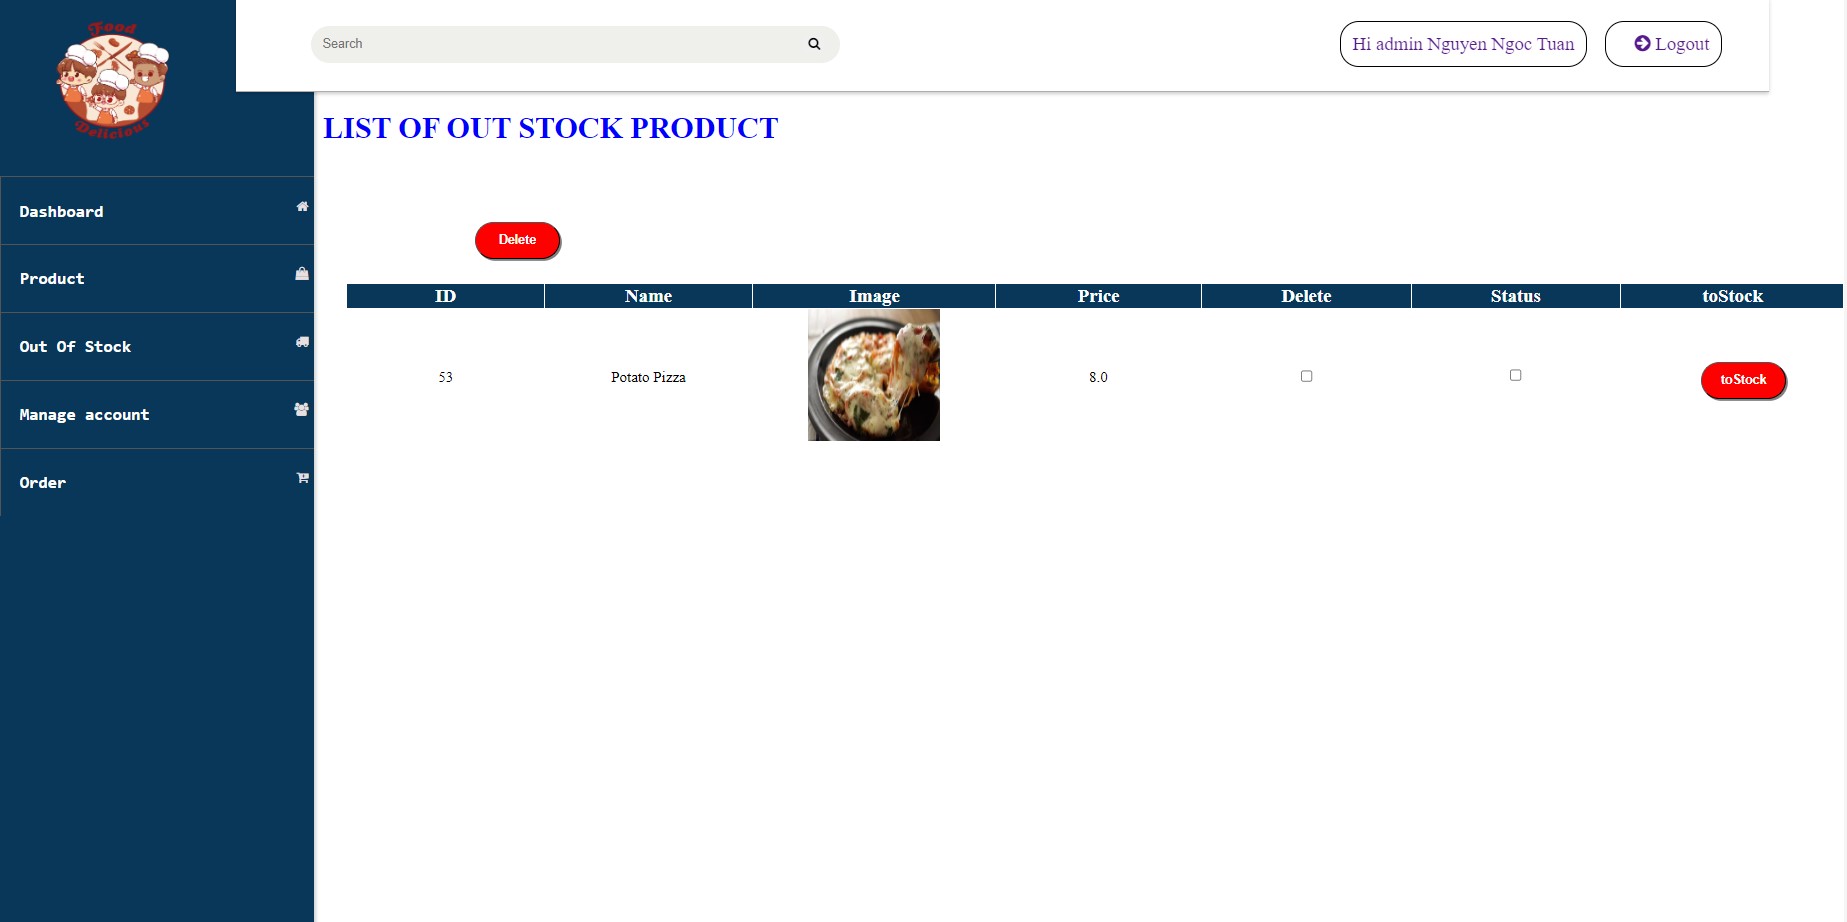 Food
Delicious
Search
Hi admin Nguyen Ngoc Tuan
Logout
LIST OF OUT STOCK PRODUCT
Dashboard
Product
Out Of Stock
Manage account
Order
Delete
ID Name Image Price Delete Status toStock
53 Potato Pizza 8.0 toStock